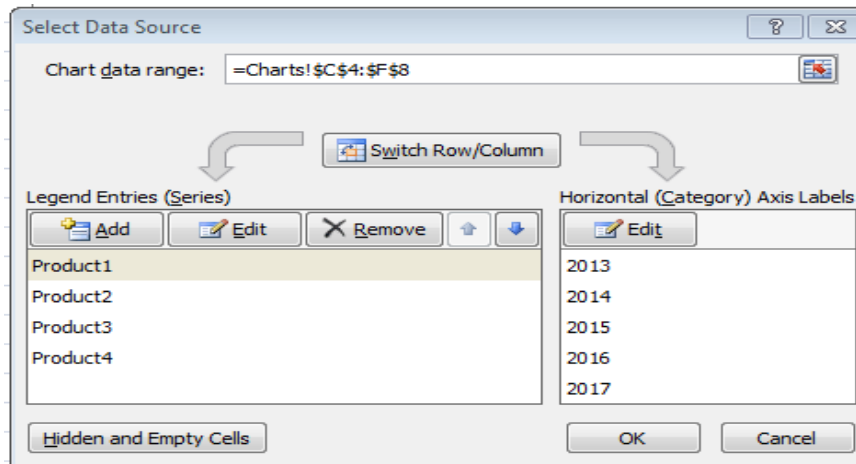 Select Data Source
Chart data range: =Charts!$C$4:$F$8
Switch Row/Column
Legend Entries (Series)
Add Edit Remove
Product1
Product2
Product3
Product4
Horizontal (Category) Axis Labels
Edit
2013
2014
2015
2016
2017
Hidden and Empty Cells
OK Cancel